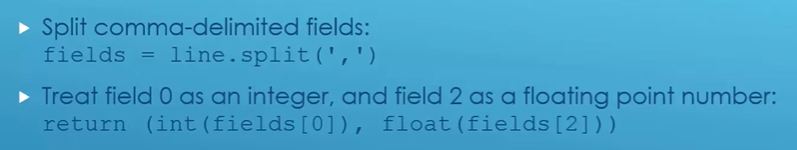 Split comma-delimited fields:
fields = line.split(',')
Treat field 0 as an integer, and field 2 as a floating point number:
return (int(fields[0]), float(fields[2]))